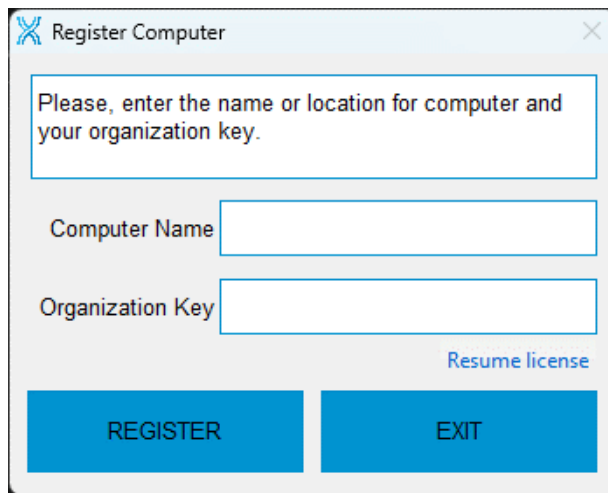 Register Computer
Please, enter the name or location for computer and
your organization key.
Computer Name
Organization Key
Resume license
REGISTER
EXIT